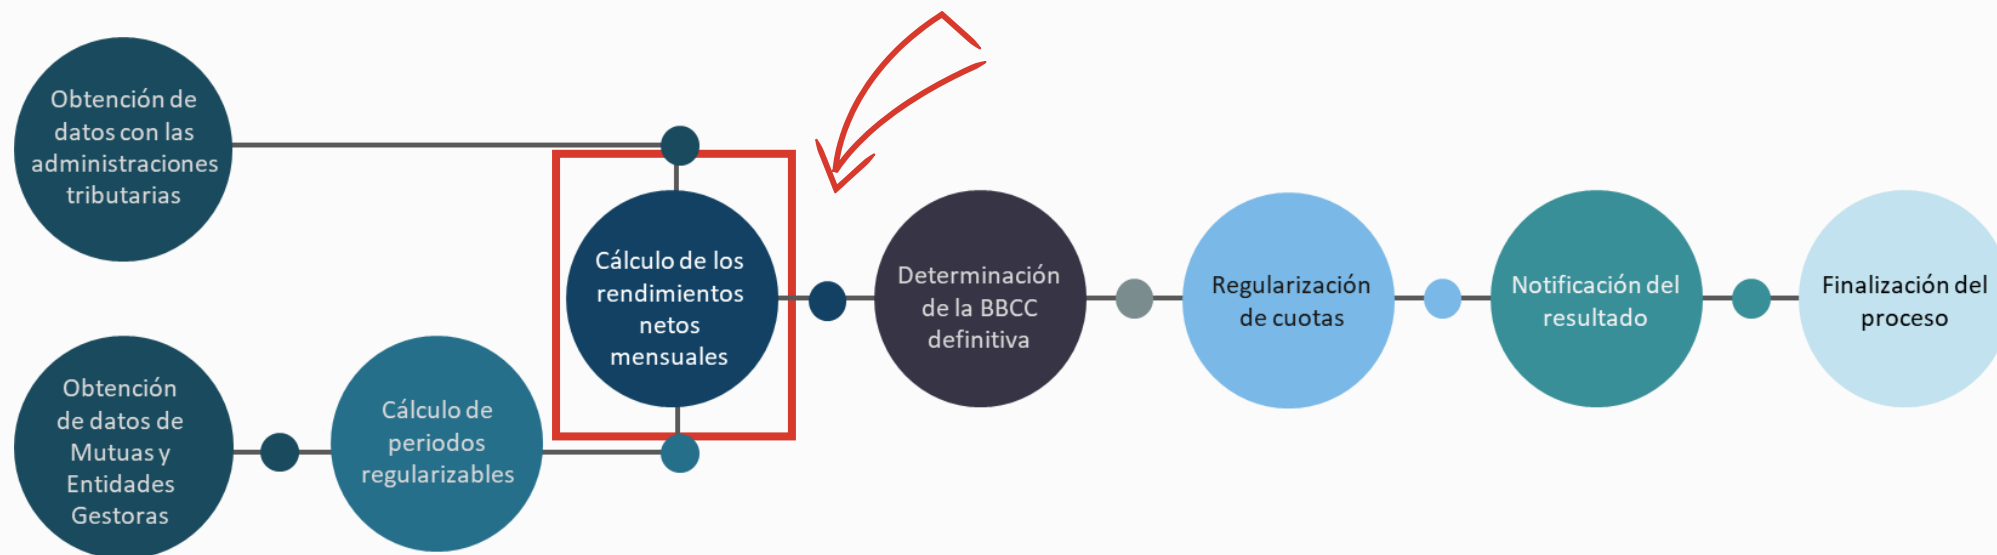 Obtención de
datos con las
administraciones
tributarias
Obtención
de datos de
Mutuas y
Entidades
Gestoras
Cálculo de
periodos
regularizables
Cálculo de los
rendimientos
netos
mensuales
Determinación
de la BBCC
definitiva
Regularización
de cuotas
Notificación del
resultado
Finalización del
proceso